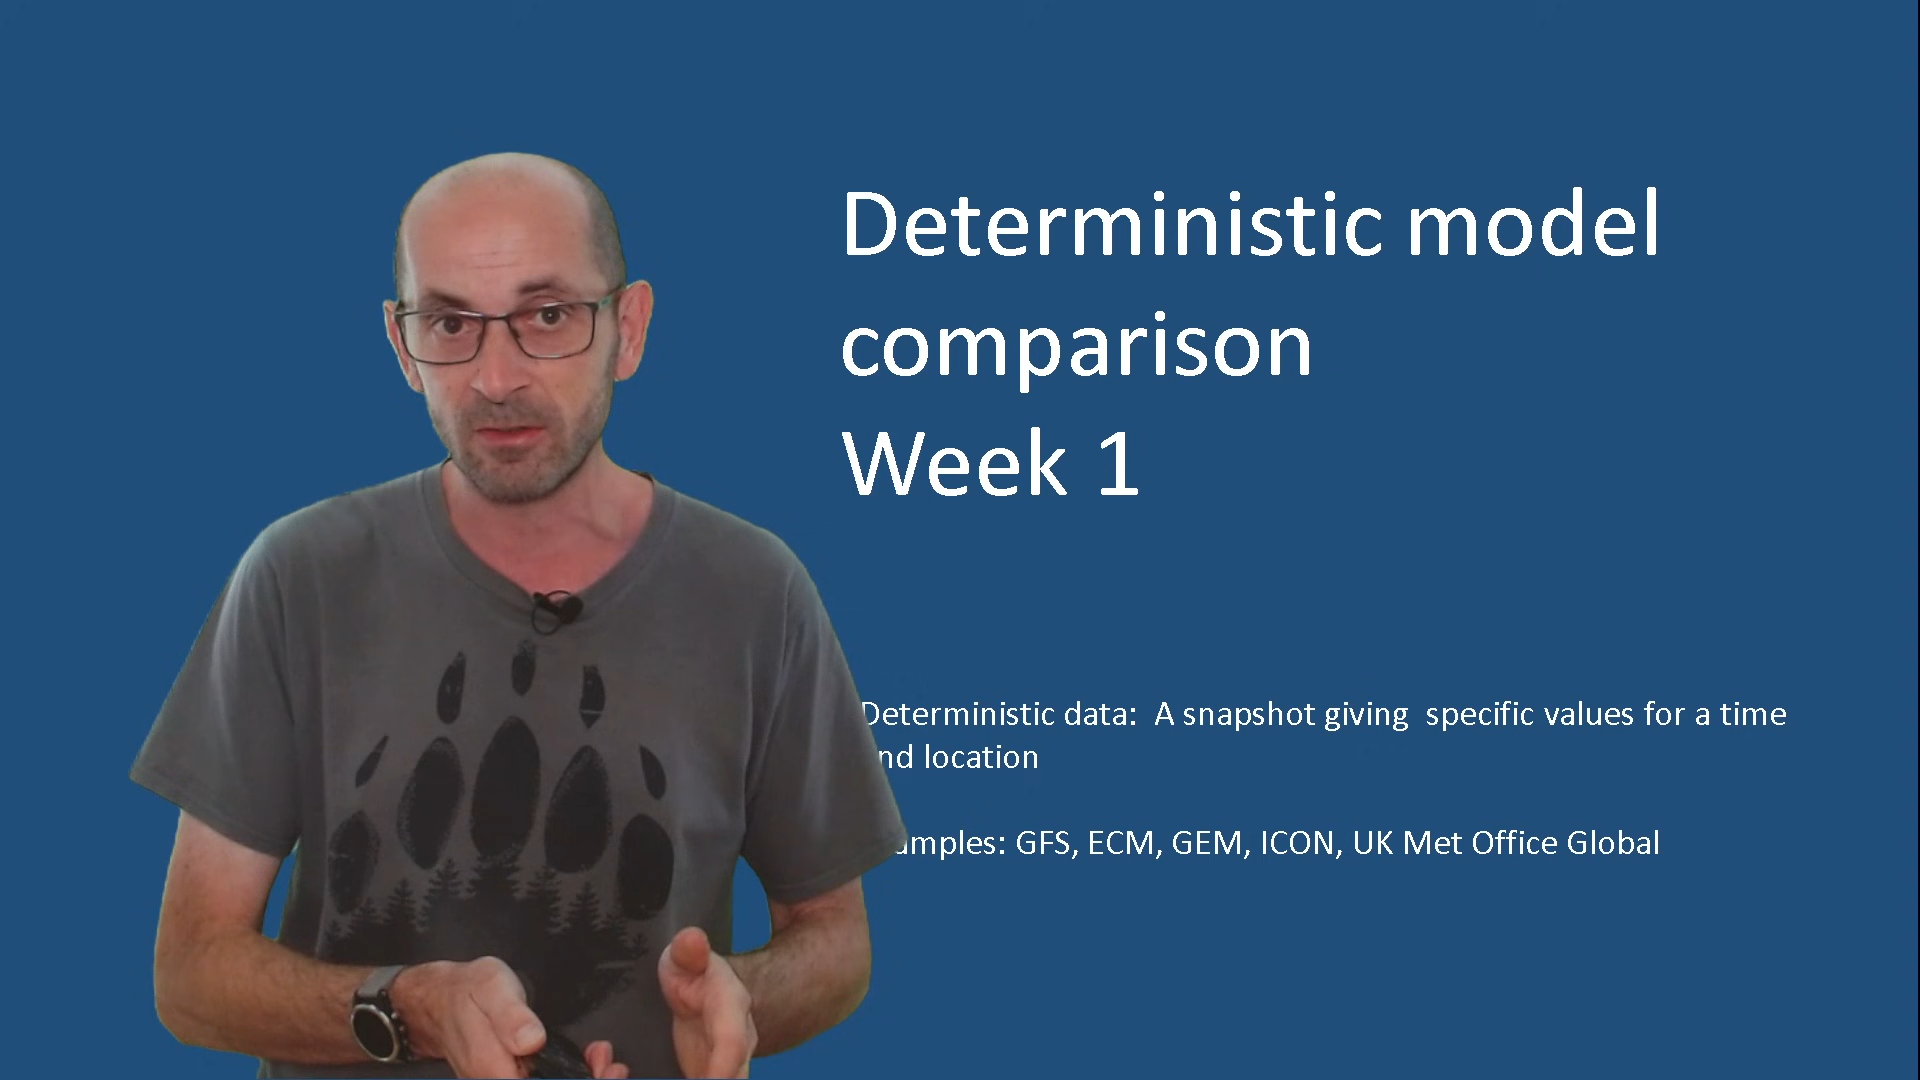 Deterministic model
comparison
Week 1
Deterministic data: A snapshot giving specific values for a time
nd location
amples: GFS, ECM, GEM, ICON, UK Met Office Global